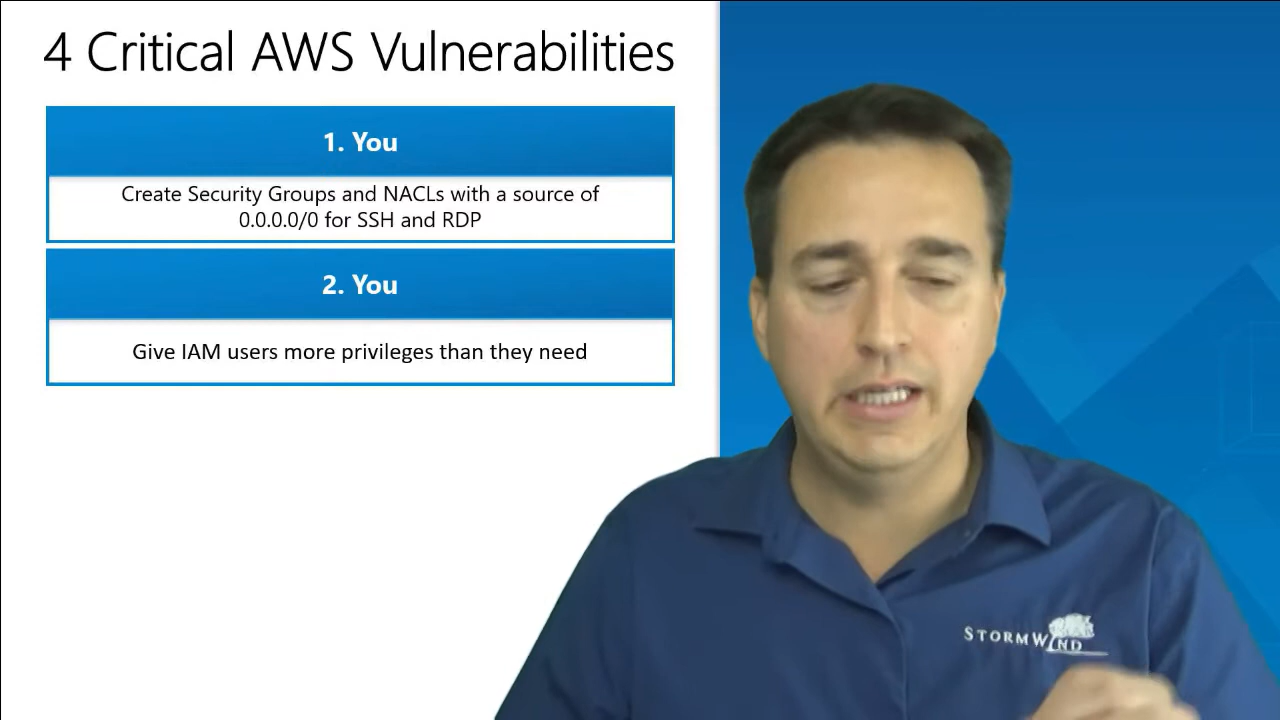 4 Critical AWS Vulnerabilities
1. You
Create Security Groups and NACLs with a source of
0.0.0.0/0 for SSH and RDP
2. You
Give IAM users more privileges than they need
STORMWIND